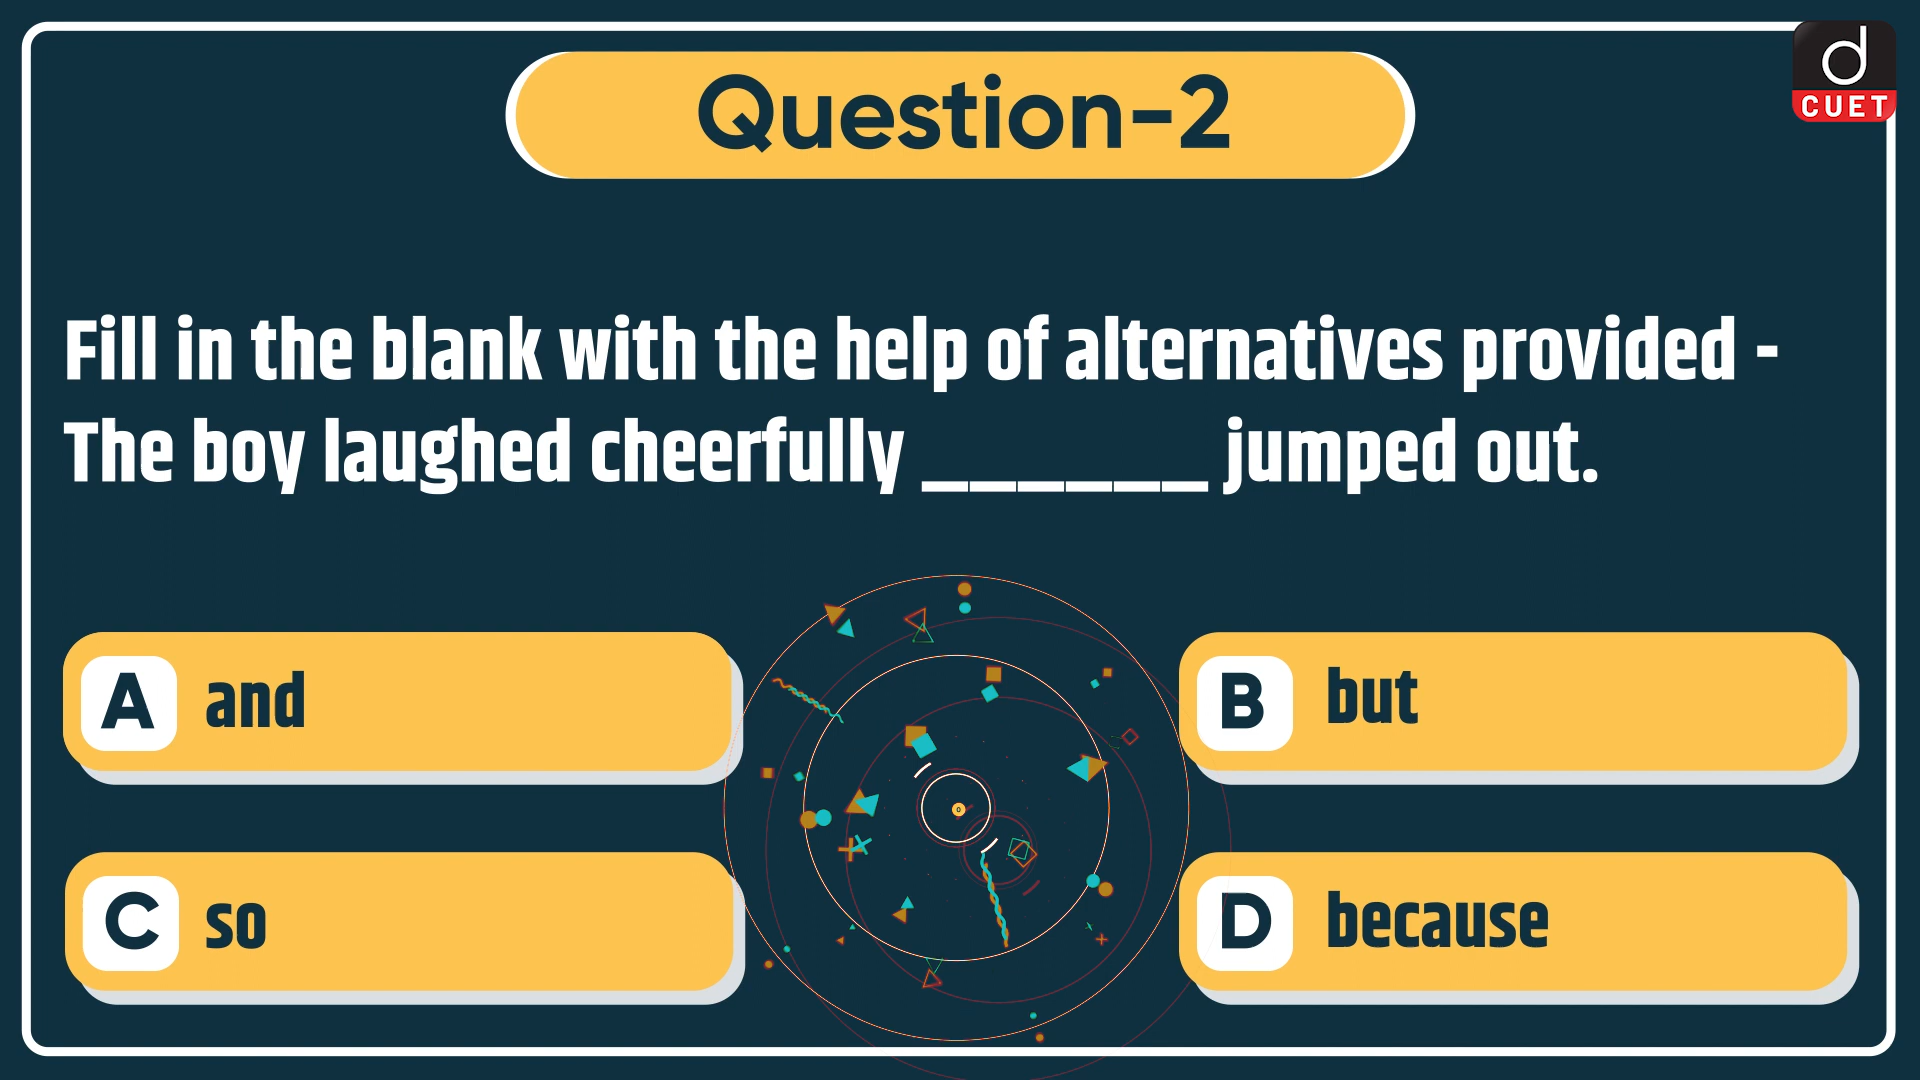 d
CUET
Question-2
Fill in the blank with the help of alternatives provided -
The boy laughed cheerfully ______ jumped out.
A and
B but
C so
D because